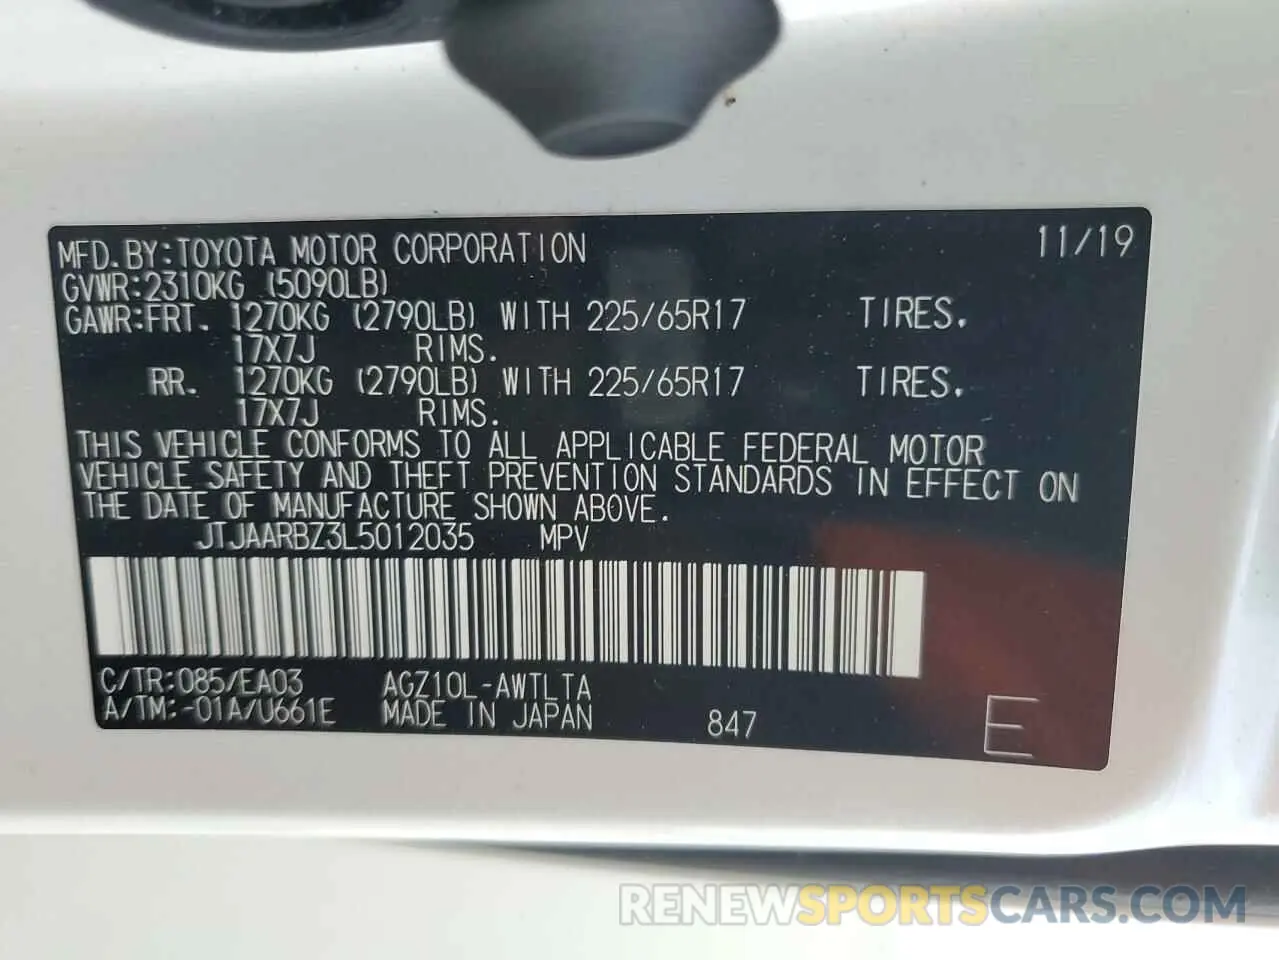 MFD.BY:TOYOTA MOTOR CORPORATION 11/19
GVWR:2310KG (5090LB)
GAWR:FRT. 1270KG (2790LB) WITH 225/65R17 TIRES.
17X7J RIMS.
RR. 1270KG (2790LB) WITH 225/65R17 TIRES.
17X7J RIMS.
THIS VEHICLE CONFORMS TO ALL APPLICABLE FEDERAL MOTOR
VEHICLE SAFETY AND THEFT PREVENTION STANDARDS IN EFFECT ON
THE DATE OF MANUFACTURE SHOWN ABOVE.
JTJAARBZ3L5012035 MPV
C/TR:085/EA03 AGZ10L-AWTLTA
A/TM:-01A/U661E MADE IN JAPAN 847 E
RENEWSPORTSCARS.COM